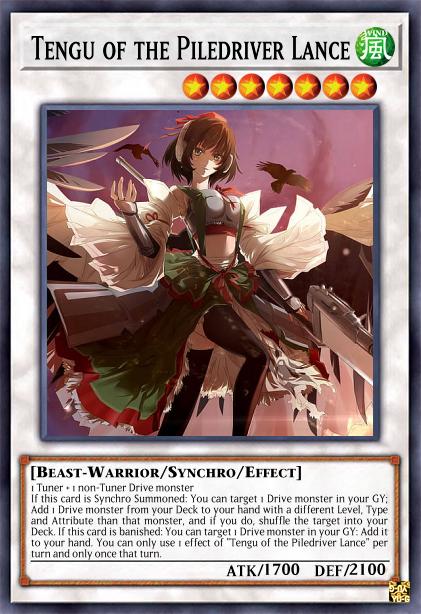 TENGU OF THE PILEDRIVER LANCE
WIND
風
[BEAST-WARRIOR/SYNCHRO/EFFECT]
1 Tuner + 1 non-Tuner Drive monster
If this card is Synchro Summoned: You can target 1 Drive monster in your GY;
Add 1 Drive monster from your Deck to your hand with a different Level, Type
and Attribute than that monster, and if you do, shuffle the target into your
Deck. If this card is banished: You can target 1 Drive monster in your GY: Add it
to your hand. You can only use 1 effect of "Tengu of the Piledriver Lance" per
turn and only once that turn.
ATK/1700 DEF/2100